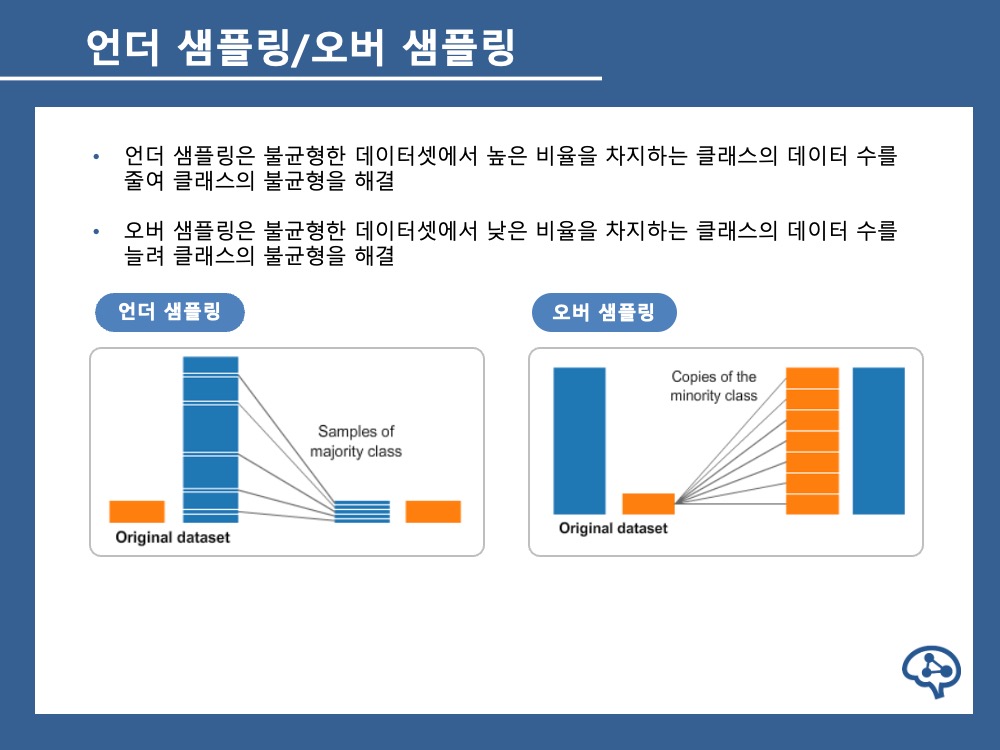 언더 샘플링/오버 샘플링
• 언더 샘플링은 불균형한 데이터셋에서 높은 비율을 차지하는 클래스의 데이터 수를
줄여 클래스의 불균형을 해결
• 오버 샘플링은 불균형한 데이터셋에서 낮은 비율을 차지하는 클래스의 데이터 수를
늘려 클래스의 불균형을 해결
언더 샘플링
Samples of
majority class
Original dataset
오버 샘플링
Copies of the
minority class
Original dataset